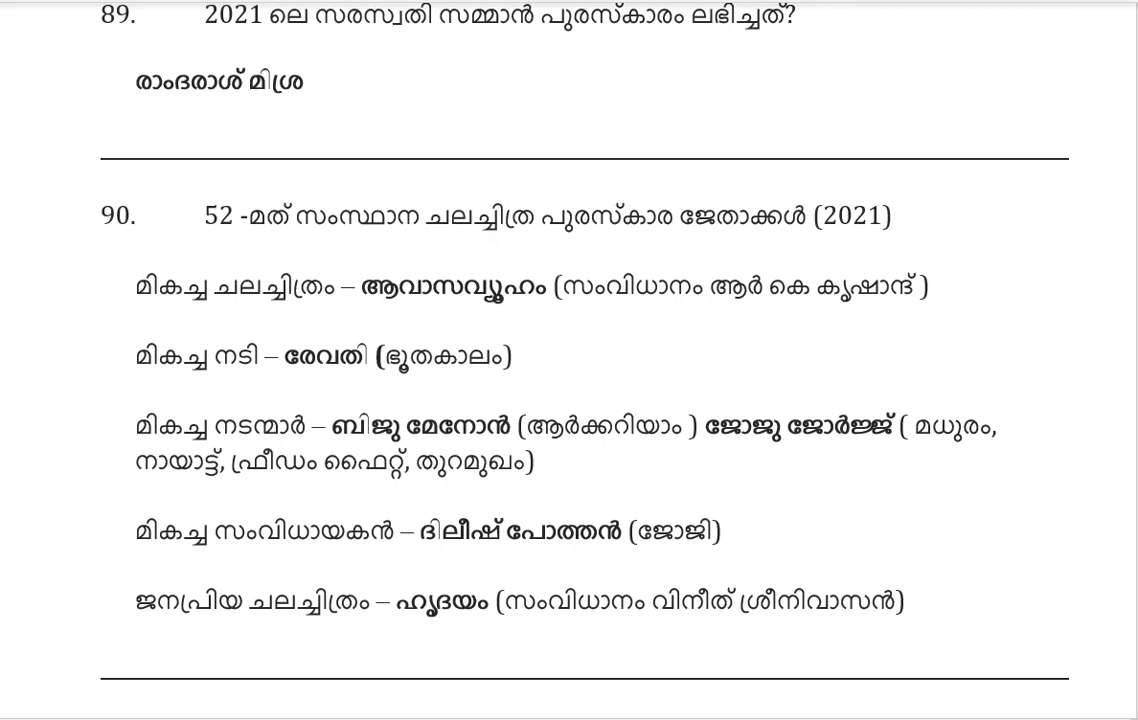 89. 2021 ലെ സരസ്വതി സമ്മാൻ പുരസ്കാരം ലഭിച്ചത്?
രാംദരാശ് മിശ്ര
90. 52 -മത് സംസ്ഥാന ചലച്ചിത്ര പുരസ്കാര ജേതാക്കൾ (2021)
മികച്ച ചലച്ചിത്രം – ആവാസവ്യൂഹം (സംവിധാനം ആർ കെ കൃഷാന്ദ് )
മികച്ച നടി – രേവതി (ഭൂതകാലം)
മികച്ച നടന്മാർ – ബിജു മേനോൻ (ആർക്കറിയാം ) ജോജു ജോർജ്ജ് ( മധുരം,
നായാട്ട്, ഫ്രീഡം ഫൈറ്റ്, തുറമുഖം)
മികച്ച സംവിധായകൻ – ദിലീഷ് പോത്തൻ (ജോജി)
ജനപ്രിയ ചലച്ചിത്രം – ഹൃദയം (സംവിധാനം വിനീത് ശ്രീനിവാസൻ)